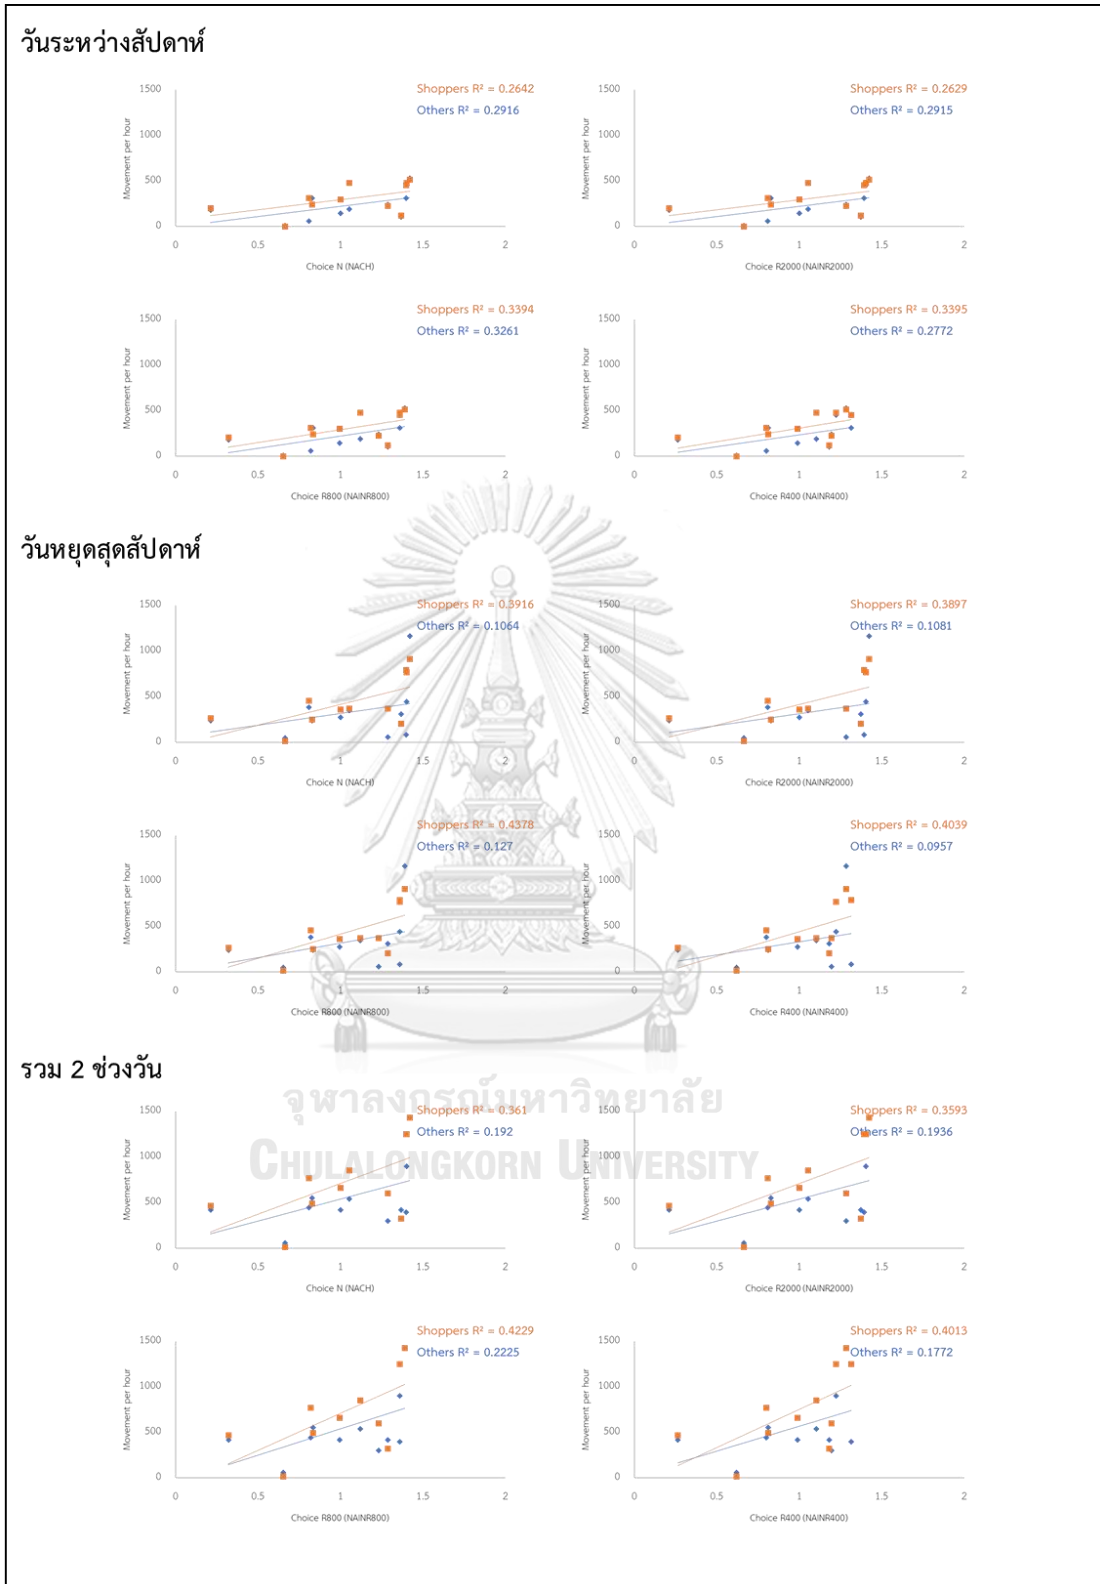 วันระหว่างสัปดาห์
Shoppers R² = 0.2642
Others R² = 0.2916
Movement per hour
1500
1000
500
0
0 0.5 1 1.5 2
Choice N (NACH)
Shoppers R² = 0.2629
Others R² = 0.2915
Movement per hour
1500
1000
500
0
0 0.5 1 1.5 2
Choice R2000 (NAINR2000)
Shoppers R² = 0.3394
Others R² = 0.3261
Movement per hour
1500
1000
500
0
0 0.5 1 1.5 2
Choice R800 (NAINR800)
Shoppers R² = 0.3395
Others R² = 0.2772
Movement per hour
1500
1000
500
0
0 0.5 1 1.5 2
Choice R400 (NAINR400)
วันหยุดสุดสัปดาห์
Shoppers R² = 0.3916
Others R² = 0.1064
Movement per hour
1500
1000
500
0
0 0.5 1 1.5 2
Choice N (NACH)
Shoppers R² = 0.3897
Others R² = 0.1081
Movement per hour
1500
1000
500
0
0 0.5 1 1.5 2
Choice R2000 (NAINR2000)
Shoppers R² = 0.4378
Others R² = 0.127
Movement per hour
1500
1000
500
0
0 0.5 1 1.5 2
Choice R800 (NAINR800)
Shoppers R² = 0.4039
Others R² = 0.0957
Movement per hour
1500
1000
500
0
0 0.5 1 1.5 2
Choice R400 (NAINR400)
รวม 2 ช่วงวัน
จุฬาลงกรณ์มหาวิทยาลัย
CHULALONGKORN UNIVERSITY
Shoppers R² = 0.361
Others R² = 0.192
Movement per hour
1500
1000
500
0
0 0.5 1 1.5 2
Choice N (NACH)
Shoppers R² = 0.3593
Others R² = 0.1936
Movement per hour
1500
1000
500
0
0 0.5 1 1.5 2
Choice R2000 (NAINR2000)
Shoppers R² = 0.4229
Others R² = 0.2225
Movement per hour
1500
1000
500
0
0 0.5 1 1.5 2
Choice R800 (NAINR800)
Shoppers R² = 0.4013
Others R² = 0.1772
Movement per hour
1500
1000
500
0
0 0.5 1 1.5 2
Choice R400 (NAINR400)